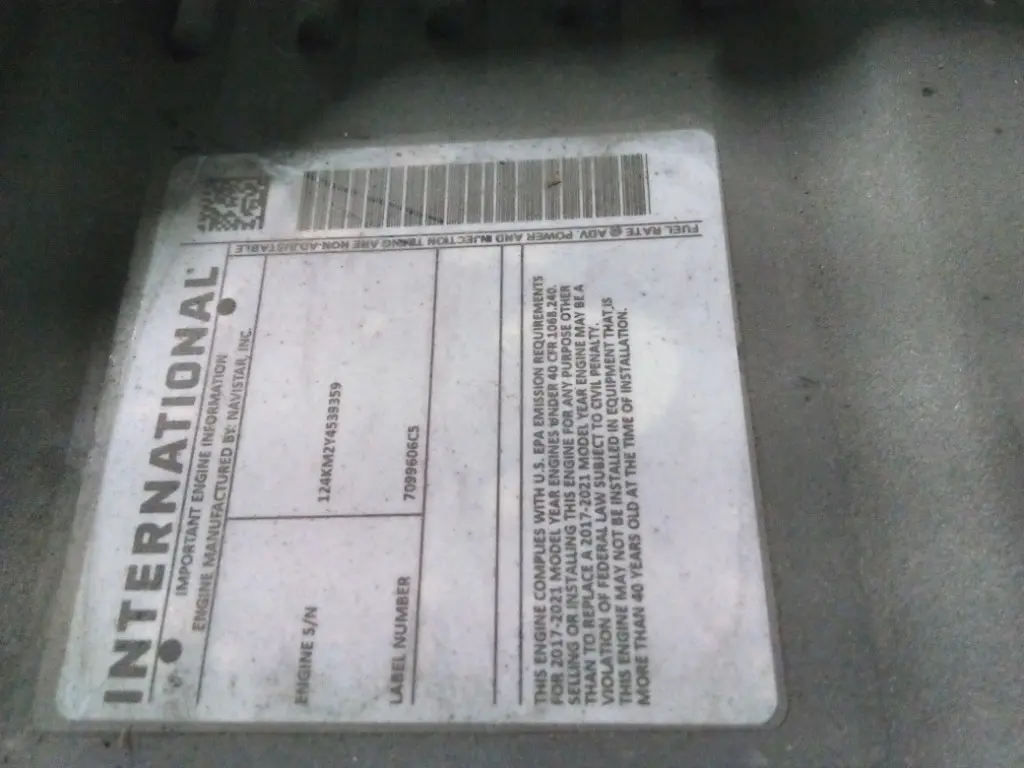 INTERNATIONAL®
IMPORTANT ENGINE INFORMATION
ENGINE MANUFACTURED BY: NAVISTAR, INC.
FUEL RATE @ ADV. POWER AND INJECTION TIMING ARE NON-ADJUSTABLE
ENGINE S/N 124KM2Y4539359
LABEL NUMBER 7099606C5
THIS ENGINE COMPLIES WITH U.S. EPA EMISSION REQUIREMENTS
FOR 2017-2021 MODEL YEAR ENGINES UNDER 40 CFR 1068.240.
SELLING OR INSTALLING THIS ENGINE FOR ANY PURPOSE OTHER
THAN TO REPLACE A 2017-2021 MODEL YEAR ENGINE MAY BE A
VIOLATION OF FEDERAL LAW SUBJECT TO CIVIL PENALTY.
THIS ENGINE MAY NOT BE INSTALLED IN EQUIPMENT THAT IS
MORE THAN 40 YEARS OLD AT THE TIME OF INSTALLATION.